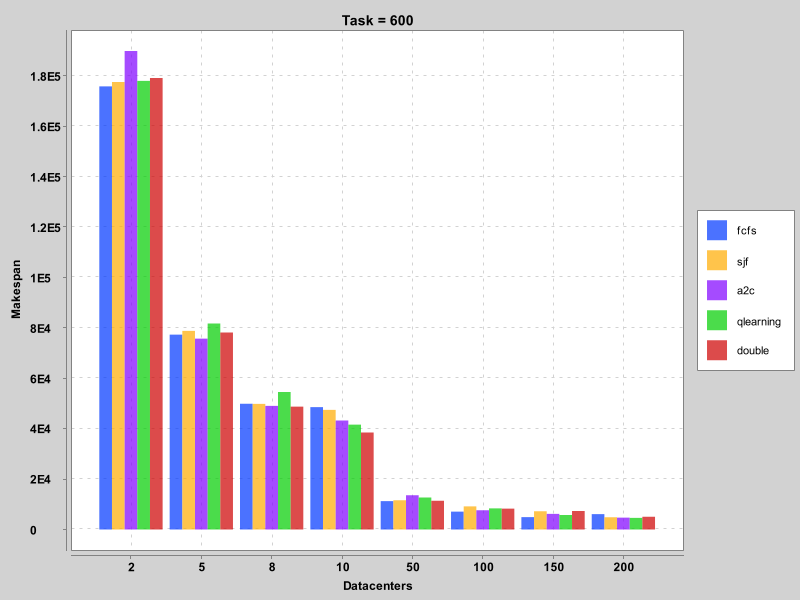 Task = 600
Makespan
1.8E5
1.6E5
1.4E5
1.2E5
1E5
8E4
6E4
4E4
2E4
0
2 5 8 10 50 100 150 200
Datacenters
fcfs
sjf
a2c
qlearning
double